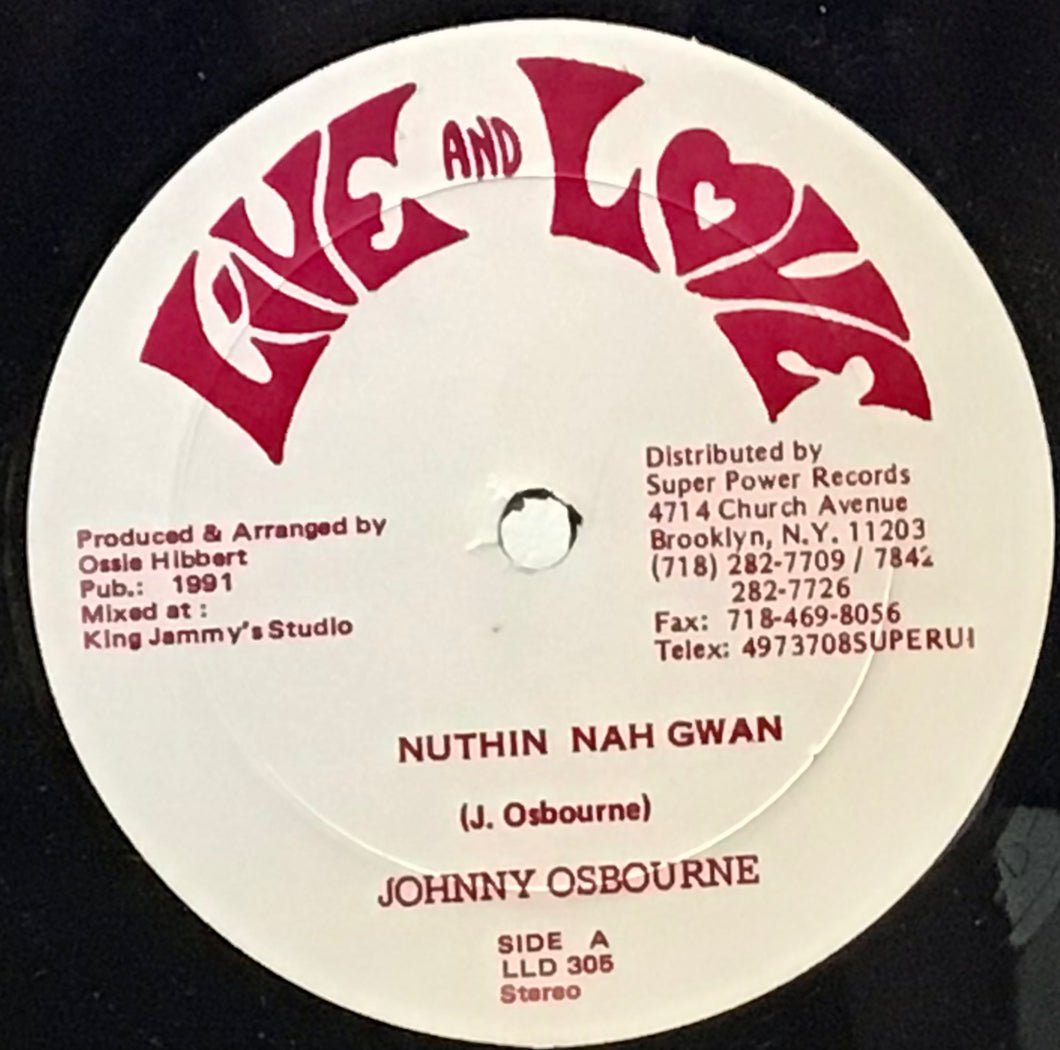 LIVE AND LOVE
Produced & Arranged by
Ossie Hibbert
Pub.: 1991
Mixed at :
King Jammy's Studio
Distributed by
Super Power Records
4714 Church Avenue
Brooklyn, N.Y. 11203
(718) 282-7709 / 7842
282-7726
Fax: 718-469-8056
Telex:
NUTHIN NAH GWAN
(J. Osbourne)
JOHNNY OSBOURNE
SIDE A
LLD 305
Stereo